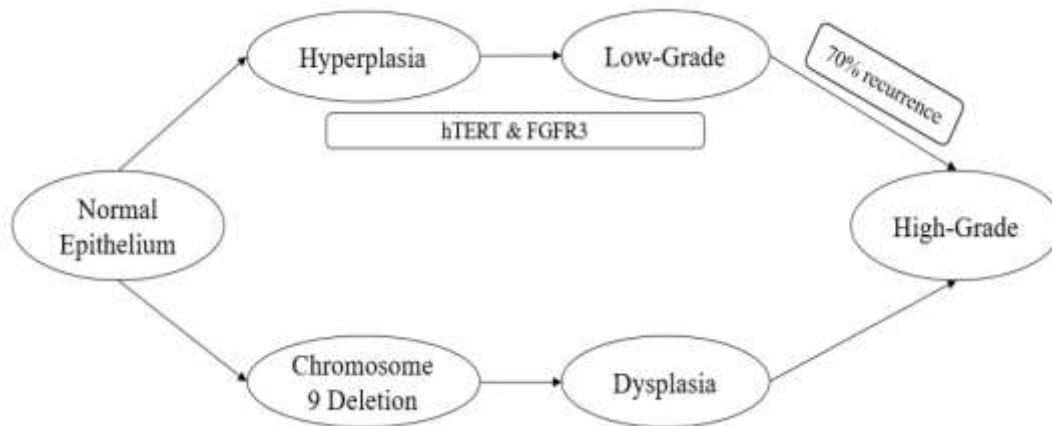 Hyperplasia
Low-Grade
70% recurrence
hTERT & FGFR3
Normal
Epithelium
High-Grade
Chromosome
9 Deletion
Dysplasia